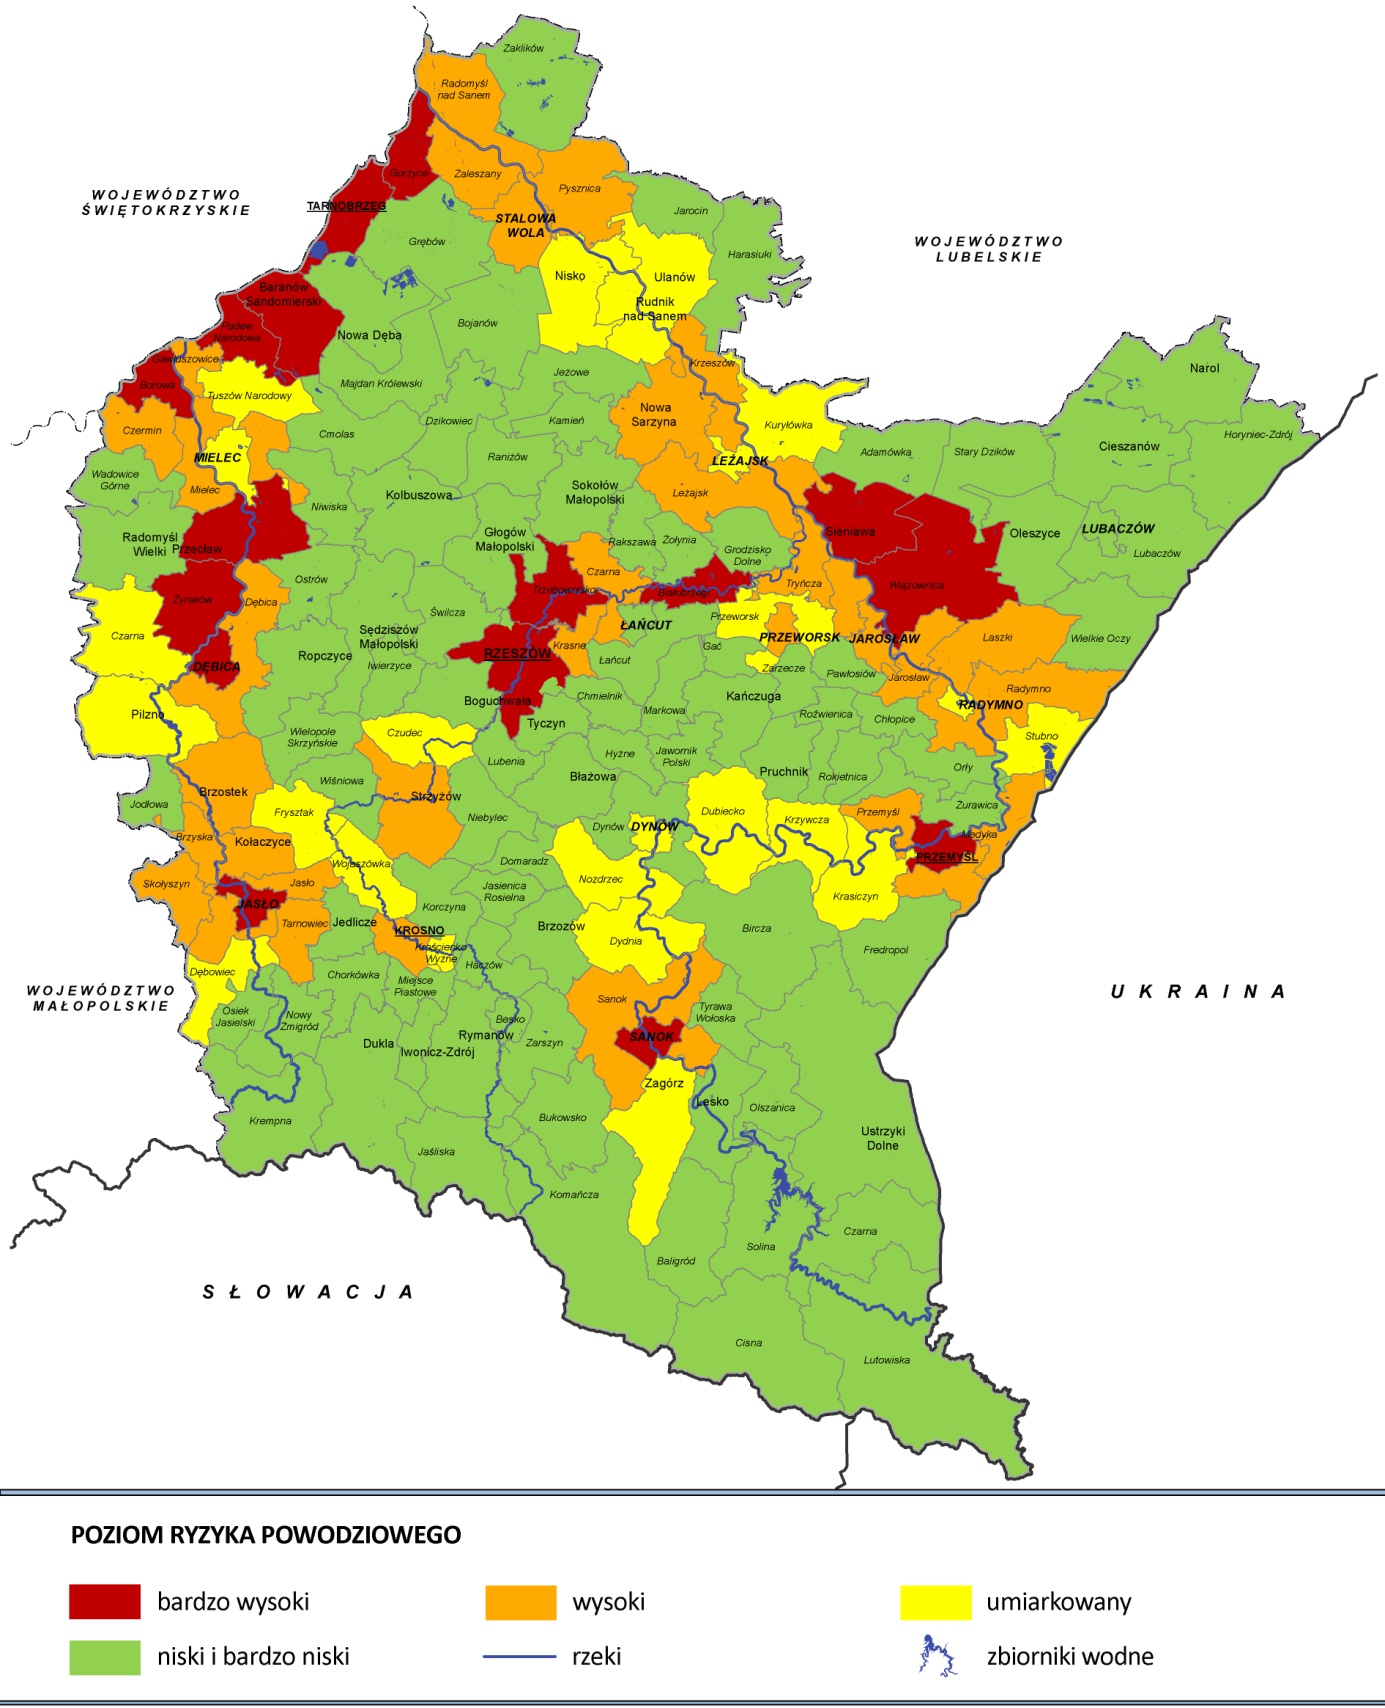 Zaklików
Radomyśl
nad Sanem
Gorzyce
Zaleszany
Pysznica
WOJEWÓDZTWO
ŚWIĘTOKRZYSKIE
TARNOBRZEG
STALOWA
WOLA
Jarocin
Grębów
Harasiuki
WOJEWÓDZTWO
LUBELSKIE
Nisko
Ulanów
Baranów
Sandomierski
Rudnik
nad Sanem
Padew
Narodowa
Nowa Dęba
Bojanów
Gawłuszowice
Krzeszów
Narol
Borowa
Tuszów Narodowy
Majdan Królewski
Jeżowe
Czermin
Cmolas
Dzikowiec
Kamień
Nowa
Sarzyna
Kuryłówka
Horyniec-Zdrój
MIELEC
Raniżów
LEŻAJSK
Adamówka
Stary Dzików
Cieszanów
Wadowice
Górne
Mielec
Niwiska
Kolbuszowa
Sokołów
Małopolski
Leżajsk
Radomyśl
Wielki
Przecław
Głogów
Małopolski
Rakszawa
Żołynia
Grodzisko
Dolne
Sieniawa
Oleszyce
LUBACZÓW
Lubaczów
Żyraków
Dębica
Ostrów
Świlcza
Trzebownisko
Czarna
Białobrzegi
Tryńcza
Wiązownica
Czarna
Sędziszów
Małopolski
Ropczyce
Iwierzyce
RZESZÓW
Krasne
ŁAŃCUT
Łańcut
Przeworsk
PRZEWORSK
Gać
Zarzecze
JAROSŁAW
Laszki
Wielkie Oczy
DĘBICA
Pawłosiów
Jarosław
Radymno
RADYMNO
Pilzno
Boguchwała
Tyczyn
Chmielnik
Markowa
Kańczuga
Roźwienica
Chłopice
Stubno
Wielopole
Skrzyńskie
Czudec
Lubenia
Hyżne
Jawornik
Polski
Błażowa
Pruchnik
Rokietnica
Orły
Wiśniowa
Jodłowa
Brzostek
Strzyżów
Frysztak
Niebylec
Dynów
DYNÓW
Dubiecko
Krzywcza
Przemyśl
Żurawica
Medyka
PRZEMYŚL
Brzyska
Kołaczyce
Wojaszówka
Domaradz
Skołyszyn
Jasło
JASŁO
Tarnowiec
Jedlicze
Korczyna
Jasienica
Rosielna
Nozdrzec
Krasiczyn
KROSNO
Krościenko
Wyżne
Brzozów
Dydnia
Bircza
Fredropol
WOJEWÓDZTWO
MAŁOPOLSKIE
Dębowiec
Chorkówka
Miejsce
Piastowe
Haczów
UKRAINA
Osiek
Jasielski
Nowy
Żmigród
Dukla
Iwonicz-Zdrój
Rymanów
Besko
Zarszyn
Sanok
SANOK
Tyrawa
Wołoska
Zagórz
Lesko
Olszanica
Krempna
Bukowsko
Ustrzyki
Dolne
Jaśliska
Komańcza
Baligród
Solina
Czarna
SŁOWACJA
Cisna
Lutowiska
POZIOM RYZYKA POWODZIOWEGO
bardzo wysoki
wysoki
umiarkowany
niski i bardzo niski
rzeki
zbiorniki wodne